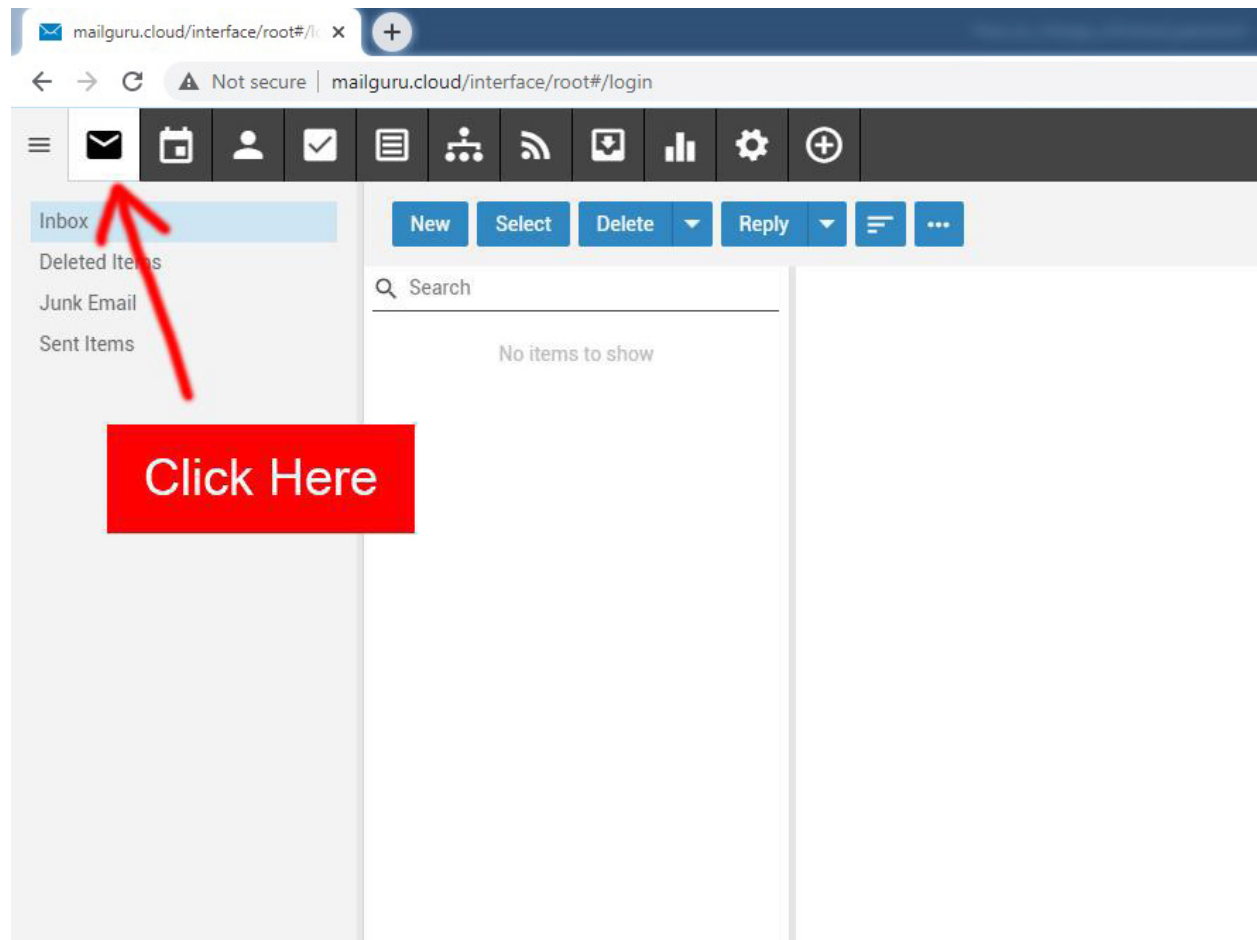 mailguru.cloud/interface/root#/l
Not secure | mailguru.cloud/interface/root#/login
Inbox
Deleted Items
Junk Email
Sent Items
New Select Delete Reply
Search
No items to show
Click Here